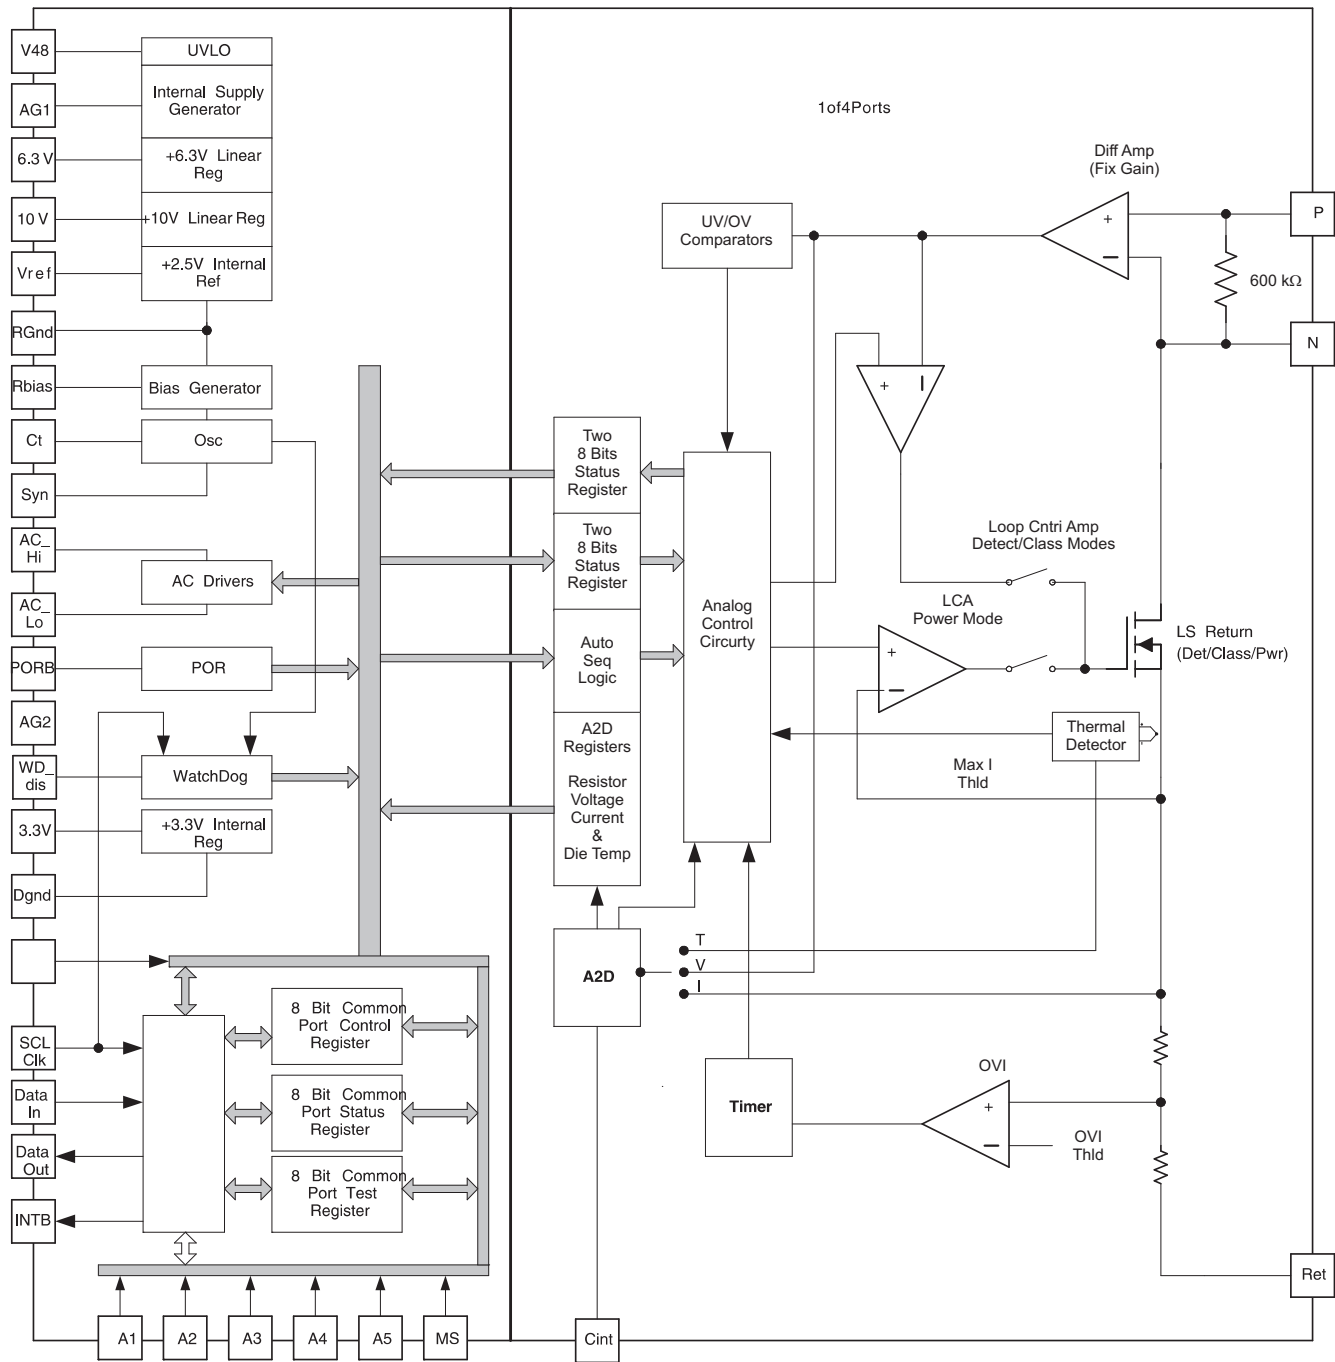 V48
UVLO
AG1
Internal Supply
Generator
6.3 V
+6.3V Linear
Reg
10 V
+10V Linear Reg
Vref
+2.5V Internal
Ref
RGnd
Rbias
Bias Generator
Ct
Osc
Syn
AC_
Hi
AC Drivers
AC_
Lo
PORB
POR
AG2
WD_
dis
WatchDog
3.3V
+3.3V Internal
Reg
Dgnd
SCL
Clk
Data
In
Data
Out
INTB
8 Bit Common
Port Control
Register
8 Bit Common
Port Status
Register
8 Bit Common
Port Test
Register
A1
A2
A3
A4
A5
MS
1of4Ports
Diff Amp
(Fix Gain)
+
–
P
600 kΩ
N
UV/OV
Comparators
+
–
Two
8 Bits
Status
Register
Two
8 Bits
Status
Register
Auto
Seq
Logic
A2D
Registers
Resistor
Voltage
Current
&
Die Temp
Analog
Control
Circurty
Loop Cntri Amp
Detect/Class Modes
LCA
Power Mode
+
–
LS Return
(Det/Class/Pwr)
Thermal
Detector
Max I
Thld
A2D
T
V
I
Timer
OVI
+
–
OVI
Thld
Ret
Cint